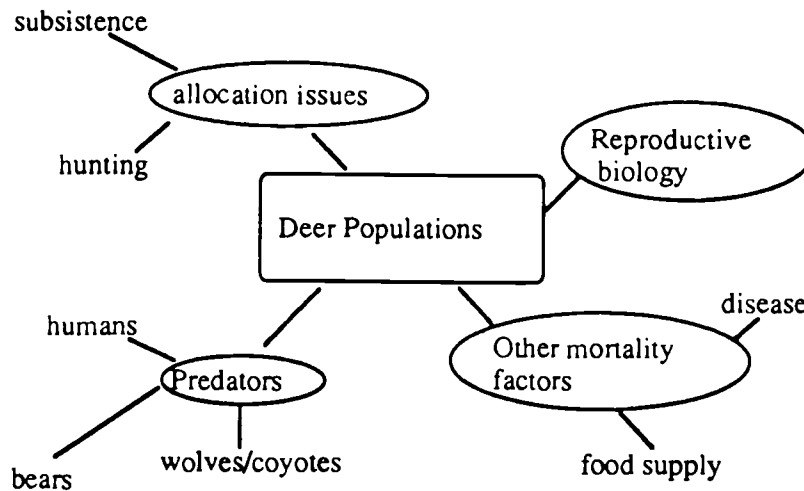 subsistence
allocation issues
hunting
Reproductive
biology
Deer Populations
humans
Predators
bears
wolves/coyotes
disease
Other mortality
factors
food supply